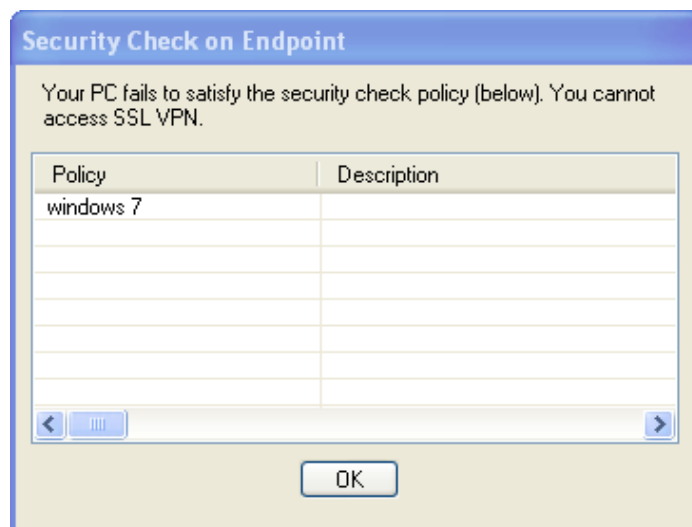 Security Check on Endpoint
Your PC fails to satisfy the security check policy (below). You cannot
access SSL VPN.
Policy Description
windows 7
OK